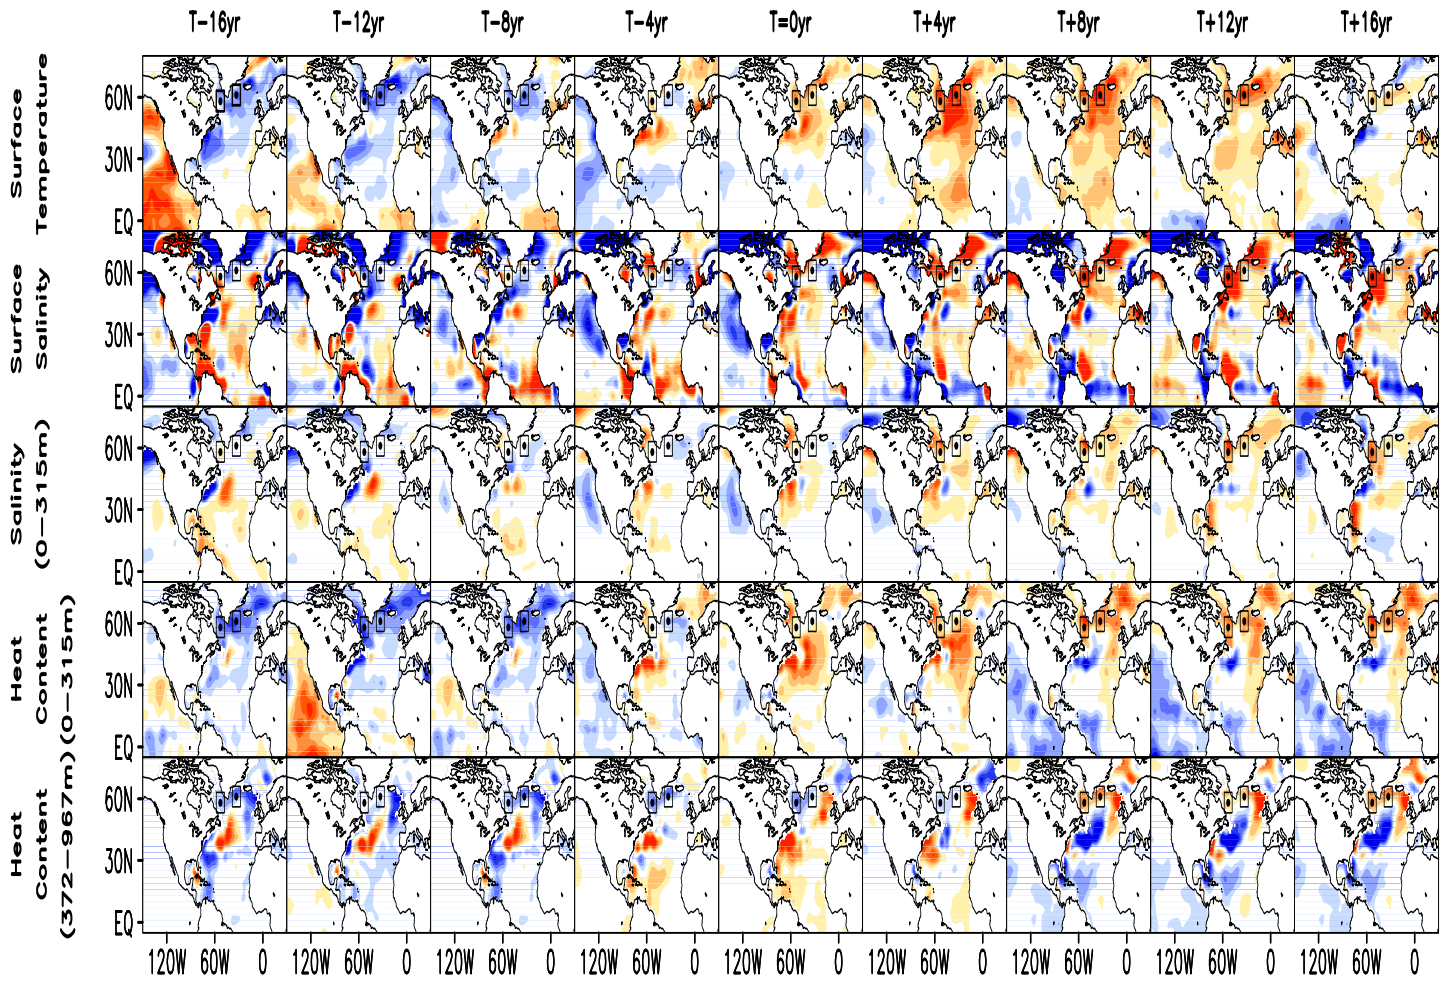 T−16yr T−12yr T−8yr T−4yr T=0yr T+4yr T+8yr T+12yr T+16yr
Surface
Temperature
60N
30N
EQ
Surface
Salinity
60N
30N
EQ
Salinity
(0−315m)
60N
30N
EQ
Heat
Content
(0−315m)
60N
30N
EQ
Heat
Content
(372−967m)
60N
30N
EQ
120W 60W 0 120W 60W 0 120W 60W 0 120W 60W 0 120W 60W 0 120W 60W 0 120W 60W 0 120W 60W 0 120W 60W 0